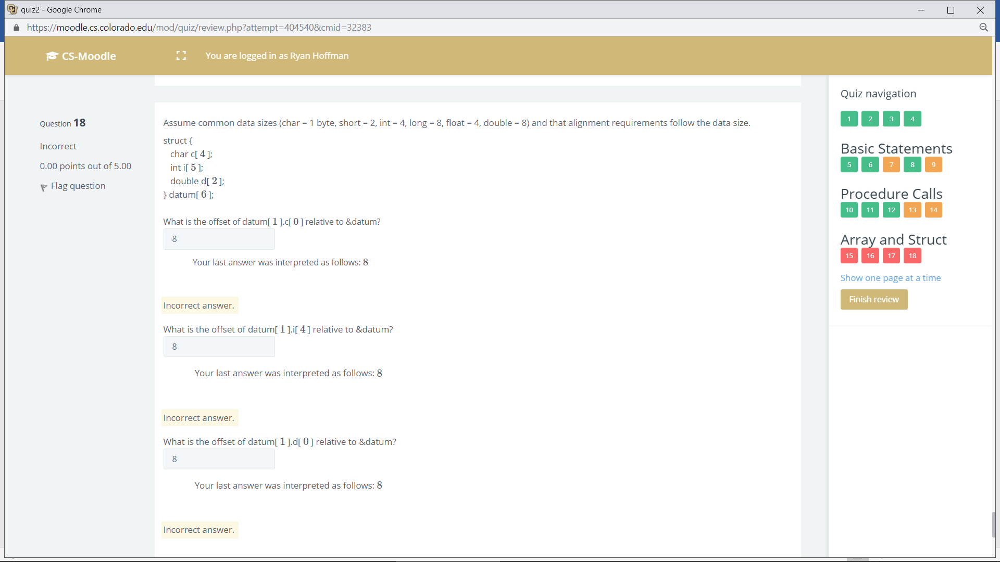 quiz2 - Google Chrome
https://moodle.cs.colorado.edu/mod/quiz/review.php?attempt=404540&cmid=32383
CS-Moodle
You are logged in as Ryan Hoffman
Question 18
Incorrect
0.00 points out of 5.00
Flag question
Assume common data sizes (char = 1 byte, short = 2, int = 4, long = 8, float = 4, double = 8) and that alignment requirements follow the data size.
struct {
char c[ 4 ];
int i[ 5 ];
double d[ 2 ];
} datum[ 6 ];
What is the offset of datum[ 1 ].c[ 0 ] relative to &datum?
8
Your last answer was interpreted as follows: 8
Incorrect answer.
What is the offset of datum[ 1 ].i[ 4 ] relative to &datum?
8
Your last answer was interpreted as follows: 8
Incorrect answer.
What is the offset of datum[ 1 ].d[ 0 ] relative to &datum?
8
Your last answer was interpreted as follows: 8
Incorrect answer.
Quiz navigation
1 2 3 4
Basic Statements
5 6 7 8 9
Procedure Calls
10 11 12 13 14
Array and Struct
15 16 17 18
Show one page at a time
Finish review